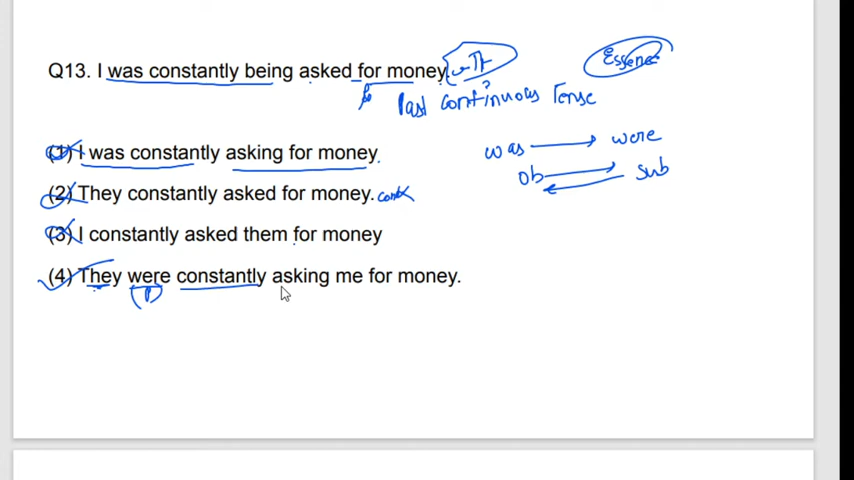 Q13. I was constantly being asked for money.
Essence
Past Continuous Tense
(1) I was constantly asking for money.
was → were
ob sub
(2) They constantly asked for money.
(3) I constantly asked them for money
(4) They were constantly asking me for money.